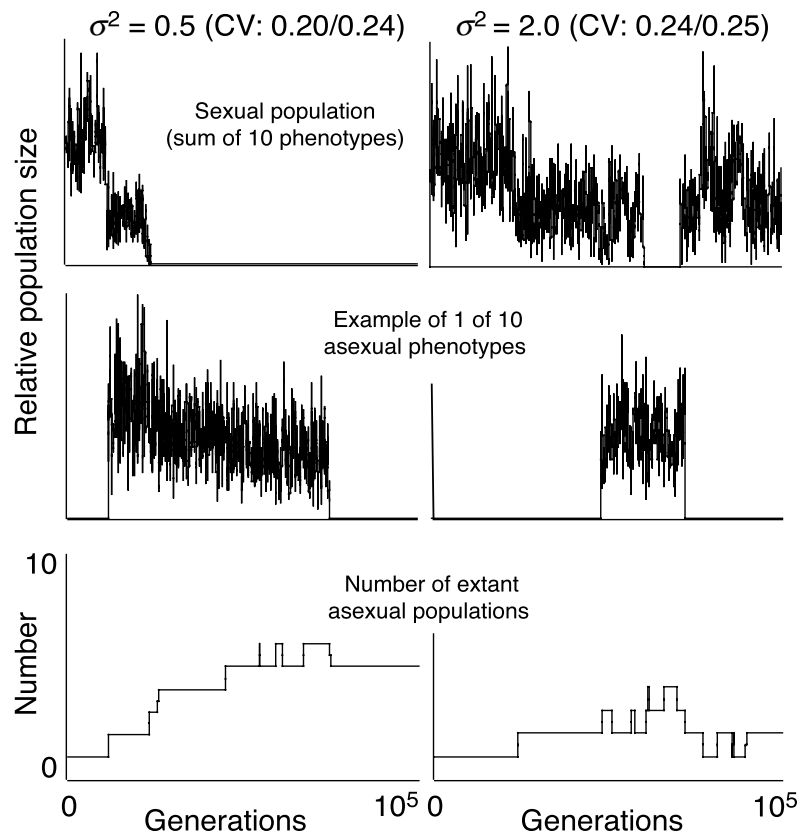 σ² = 0.5 (CV: 0.20/0.24)
σ² = 2.0 (CV: 0.24/0.25)
Sexual population
(sum of 10 phenotypes)
Relative population size
Example of 1 of 10
asexual phenotypes
10
Number of extant
asexual populations
Number
0
0
10⁵
0
10⁵
Generations
Generations